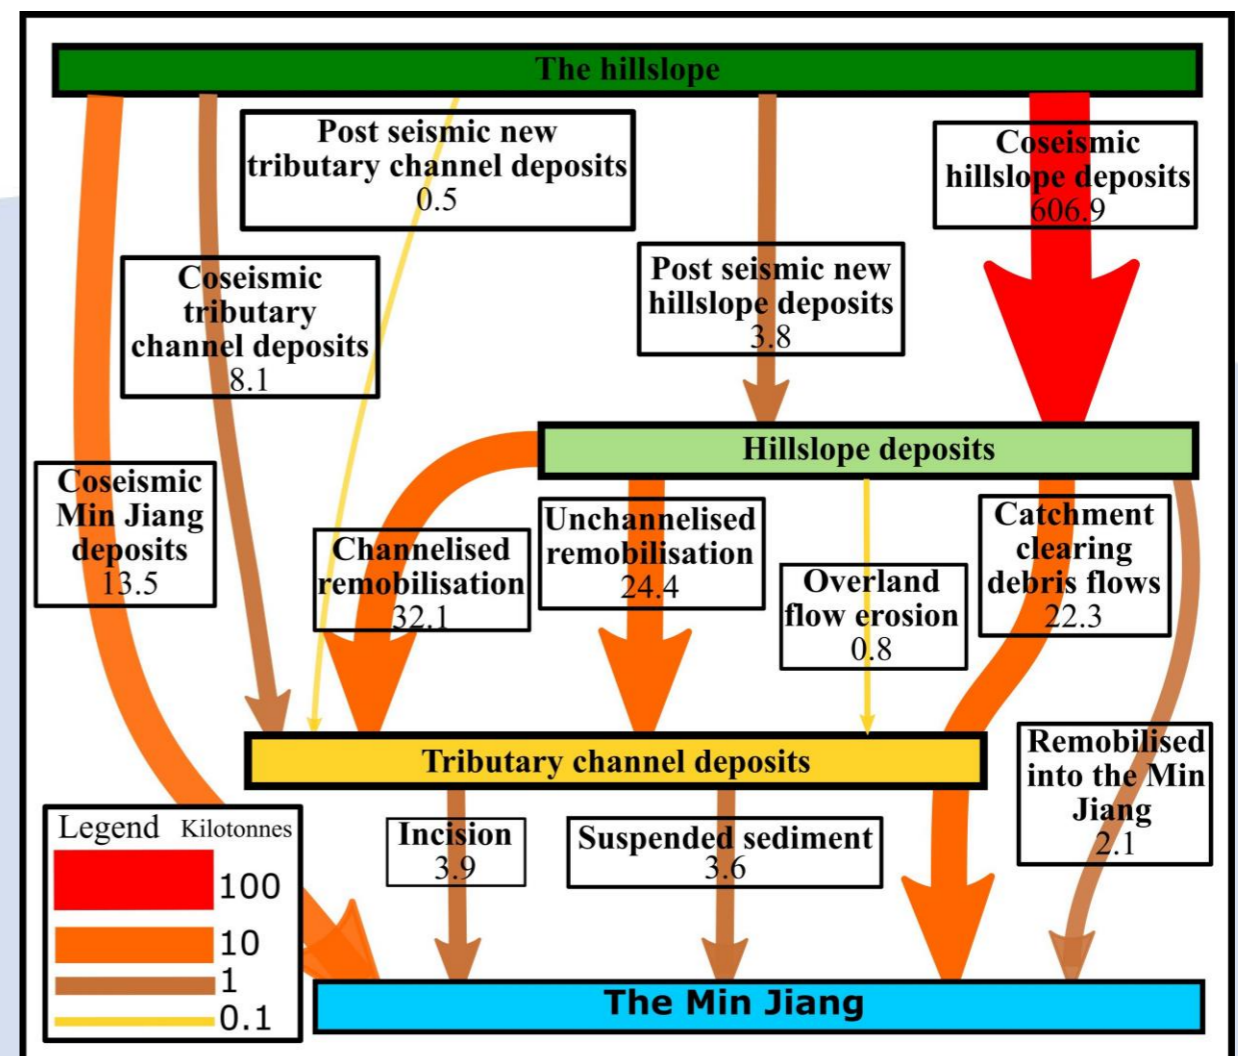 The hillslope
Post seismic new
tributary channel deposits
0.5
Coseismic
hillslope deposits
606.9
Coseismic
tributary
channel deposits
8.1
Post seismic new
hillslope deposits
3.8
Hillslope deposits
Coseismic
Min Jiang
deposits
13.5
Channelised
remobilisation
32.1
Unchannelised
remobilisation
24.4
Overland
flow erosion
0.8
Catchment
clearing
debris flows
22.3
Tributary channel deposits
Remobilised
into the Min
Jiang
2.1
Incision
3.9
Suspended sediment
3.6
Legend Kilotonnes
100
10
1
0.1
The Min Jiang